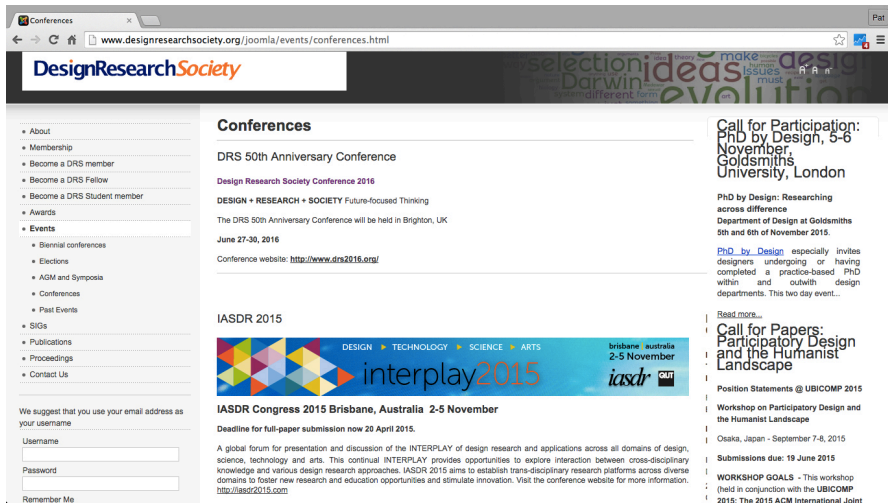 Conferences
Pat
www.designresearchsociety.org/joomla/events/conferences.html
4
DesignResearchSociety
selection ideas make design
idea theory
human
Darwin issues
must
system different form art
evolution
A+ A A-
About
Membership
Become a DRS member
Become a DRS Fellow
Become a DRS Student member
Awards
Events
Biennial conferences
Elections
AGM and Symposia
Conferences
Past Events
SIGs
Publications
Proceedings
Contact Us
We suggest that you use your email address as
your username
Username
Password
Remember Me
Conferences
DRS 50th Anniversary Conference
Design Research Society Conference 2016
DESIGN + RESEARCH + SOCIETY Future-focused Thinking
The DRS 50th Anniversary Conference will be held in Brighton, UK
June 27-30, 2016
Conference website: http://www.drs2016.org/
IASDR 2015
DESIGN TECHNOLOGY SCIENCE ARTS
interplay2015
brisbane australia
2-5 November
iasdr QUT
IASDR Congress 2015 Brisbane, Australia 2-5 November
Deadline for full-paper submission now 20 April 2015.
A global forum for presentation and discussion of the INTERPLAY of design research and applications across all domains of design,
science, technology and arts. This continual INTERPLAY provides opportunities to explore interaction between cross-disciplinary
knowledge and various design research approaches. IASDR 2015 aims to establish trans-disciplinary research platforms across diverse
domains to foster new research and education opportunities and stimulate innovation. Visit the conference website for more information.
http://iasdr2015.com
Call for Participation:
PhD by Design, 5-6
November,
Goldsmiths
University, London
PhD by Design: Researching
across difference
Department of Design at Goldsmiths
5th and 6th of November 2015.
PhD by Design especially invites
designers undergoing or having
completed a practice-based PhD
within and outwith design
departments. This two day event...
Read more...
Call for Papers:
Participatory Design
and the Humanist
Landscape
Position Statements @ UBICOMP 2015
Workshop on Participatory Design and
the Humanist Landscape
Osaka, Japan - September 7-8, 2015
Submissions due: 19 June 2015
WORKSHOP GOALS - This workshop
(held in conjunction with the UBICOMP
2015: The 2015 ACM International Joint